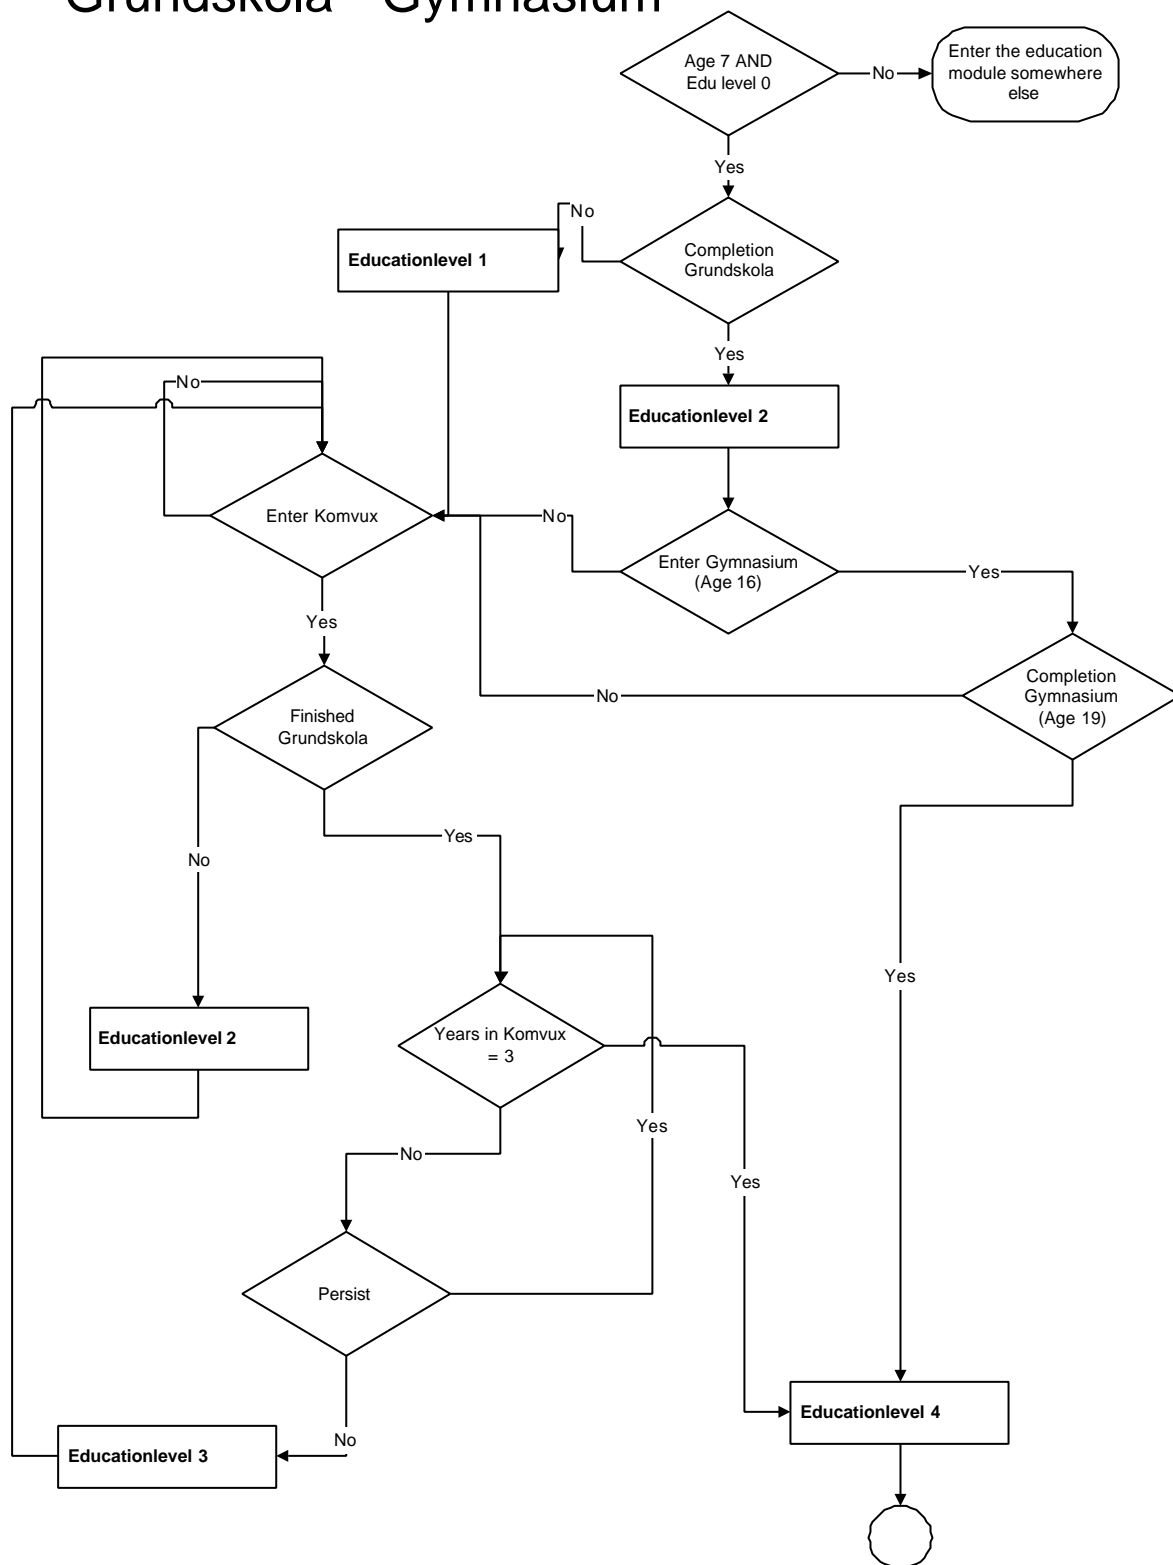 Grundskola - Gymnasium
Age 7 AND
Edu level 0
No
Enter the education
module somewhere
else
Yes
No
Completion
Grundskola
Educationlevel 1
Yes
No
Educationlevel 2
Enter Komvux
No
Enter Gymnasium
(Age 16)
Yes
Yes
Completion
Gymnasium
(Age 19)
No
Finished
Grundskola
Yes
No
Yes
Educationlevel 2
Years in Komvux
= 3
Yes
No
Yes
Persist
Educationlevel 4
No
Educationlevel 3